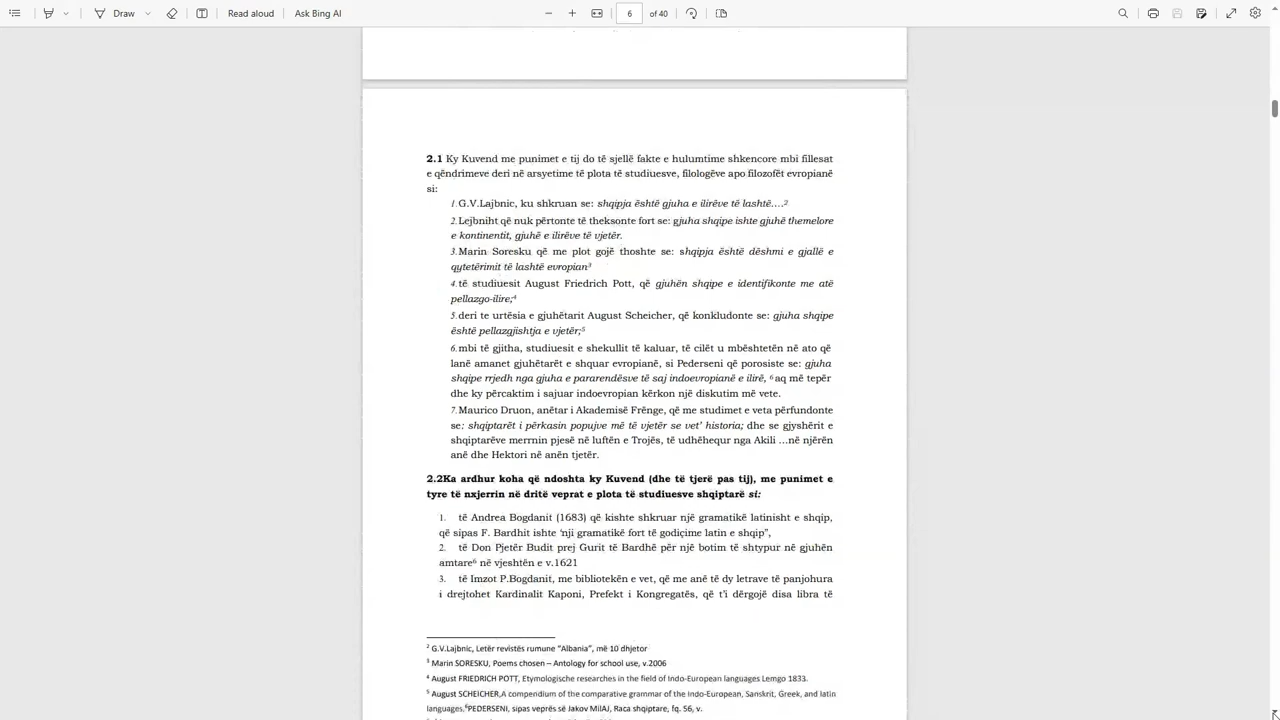 Draw
Read aloud
Ask Bing AI
6
of 40
2.1 Ky Kuvend me punimet e tij do të sjellë fakte e hulumtime shkencore mbi fillesat
e qëndrimeve deri në arsyetime të plota të studiuesve, filologëve apo filozofët evropianë
si:
1.G.V.Lajbnic, ku shkruan se: shqipja është gjuha e ilirëve të lashtë….²
2.Lejbniht që nuk përtonte të theksonte fort se: gjuha shqipe ishte gjuhë themelore
e kontinentit, gjuhë e ilirëve të vjetër.
3.Marin Soresku që me plot gojë thoshte se: shqipja është dëshmi e gjallë e
qytetërimit të lashtë evropian³
4.të studiuesit August Friedrich Pott, që gjuhën shqipe e identifikonte me atë
pellazgo-ilire;⁴
5.deri te urtësia e gjuhëtarit August Scheicher, që konkludonte se: gjuha shqipe
është pellazgjishtja e vjetër;⁵
6.mbi të gjitha, studiuesit e shekullit të kaluar, të cilët u mbështetën në ato që
lanë amanet gjuhëtarët e shquar evropianë, si Pederseni që porosiste se: gjuha
shqipe rrjedh nga gjuha e pararendësve të saj indoevropianë e ilirë, ⁶aq më tepër
dhe ky përcaktim i sajuar indoevropian kërkon një diskutim më vete.
7.Maurico Druon, anëtar i Akademisë Frënge, që me studimet e veta përfundonte
se: shqiptarët i përkasin popujve më të vjetër se vet’ historia; dhe se gjyshërit e
shqiptarëve merrnin pjesë në luftën e Trojës, të udhëhequr nga Akili …në njërën
anë dhe Hektori në anën tjetër.
2.2Ka ardhur koha që ndoshta ky Kuvend (dhe të tjerë pas tij), me punimet e
tyre të nxjerrin në dritë veprat e plota të studiuesve shqiptarë si:
1. të Andrea Bogdanit (1683) që kishte shkruar një gramatikë latinisht e shqip,
që sipas F. Bardhit ishte ‘nji gramatikë fort të godiçime latin e shqip”,
2. të Don Pjetër Budit prej Gurit të Bardhë për një botim të shtypur në gjuhën
amtare⁶ në vjeshtën e v.1621
3. të Imzot P.Bogdanit, me bibliotekën e vet, që me anë të dy letrave të panjohura
i drejtohet Kardinalit Kaponi, Prefekt i Kongregatës, që t’i dërgojë disa libra të
² G.V.Lajbnic, Letër revistës rumune “Albania”, më 10 dhjetor
³ Marin SORESKU, Poems chosen – Antology for school use, v.2006
⁴ August FRIEDRICH POTT, Etymologische researches in the field of Indo-European languages Lemgo 1833.
⁵ August SCHEICHER,A compendium of the comparative grammar of the Indo-European, Sanskrit, Greek, and latin
languages.⁶PEDERSENI, sipas veprës së Jakov MilAJ, Raca shqiptare, fq. 56, v.